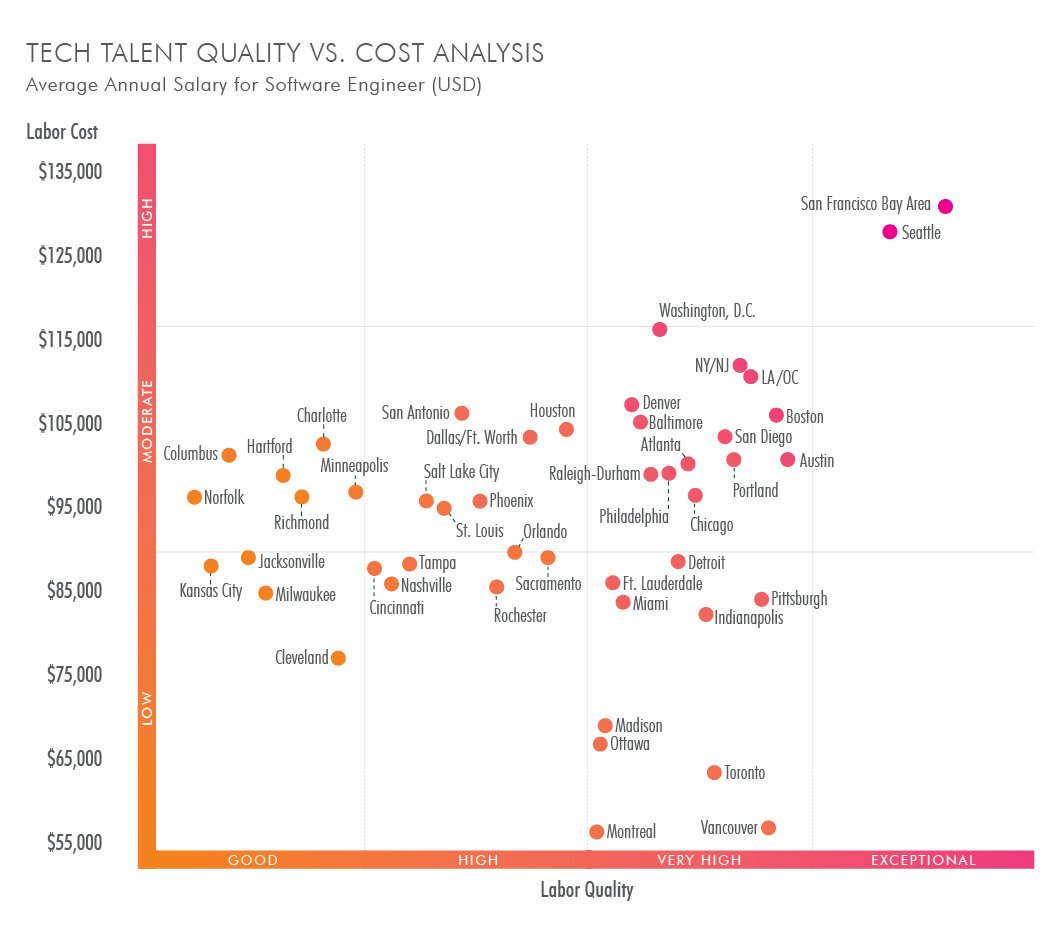 TECH TALENT QUALITY VS. COST ANALYSIS
Average Annual Salary for Software Engineer (USD)
Labor Cost
$135,000
HIGH
San Francisco Bay Area
Seattle
$125,000
Washington, D.C.
$115,000
NY/NJ
LA/OC
MODERATE
Denver
San Antonio
Houston
Charlotte
Boston
$105,000
Baltimore
Dallas/Ft. Worth
San Diego
Atlanta
Hartford
Columbus
Austin
Minneapolis
Salt Lake City
Raleigh-Durham
Portland
Norfolk
Phoenix
$95,000
Philadelphia
Richmond
Chicago
St. Louis
Orlando
Jacksonville
Tampa
Detroit
Sacramento
Ft. Lauderdale
Nashville
Kansas City
$85,000
Milwaukee
Pittsburgh
Miami
Cincinnati
Rochester
Indianapolis
Cleveland
$75,000
LOW
Madison
Ottawa
$65,000
Toronto
Vancouver
Montreal
$55,000
GOOD
HIGH
VERY HIGH
EXCEPTIONAL
Labor Quality